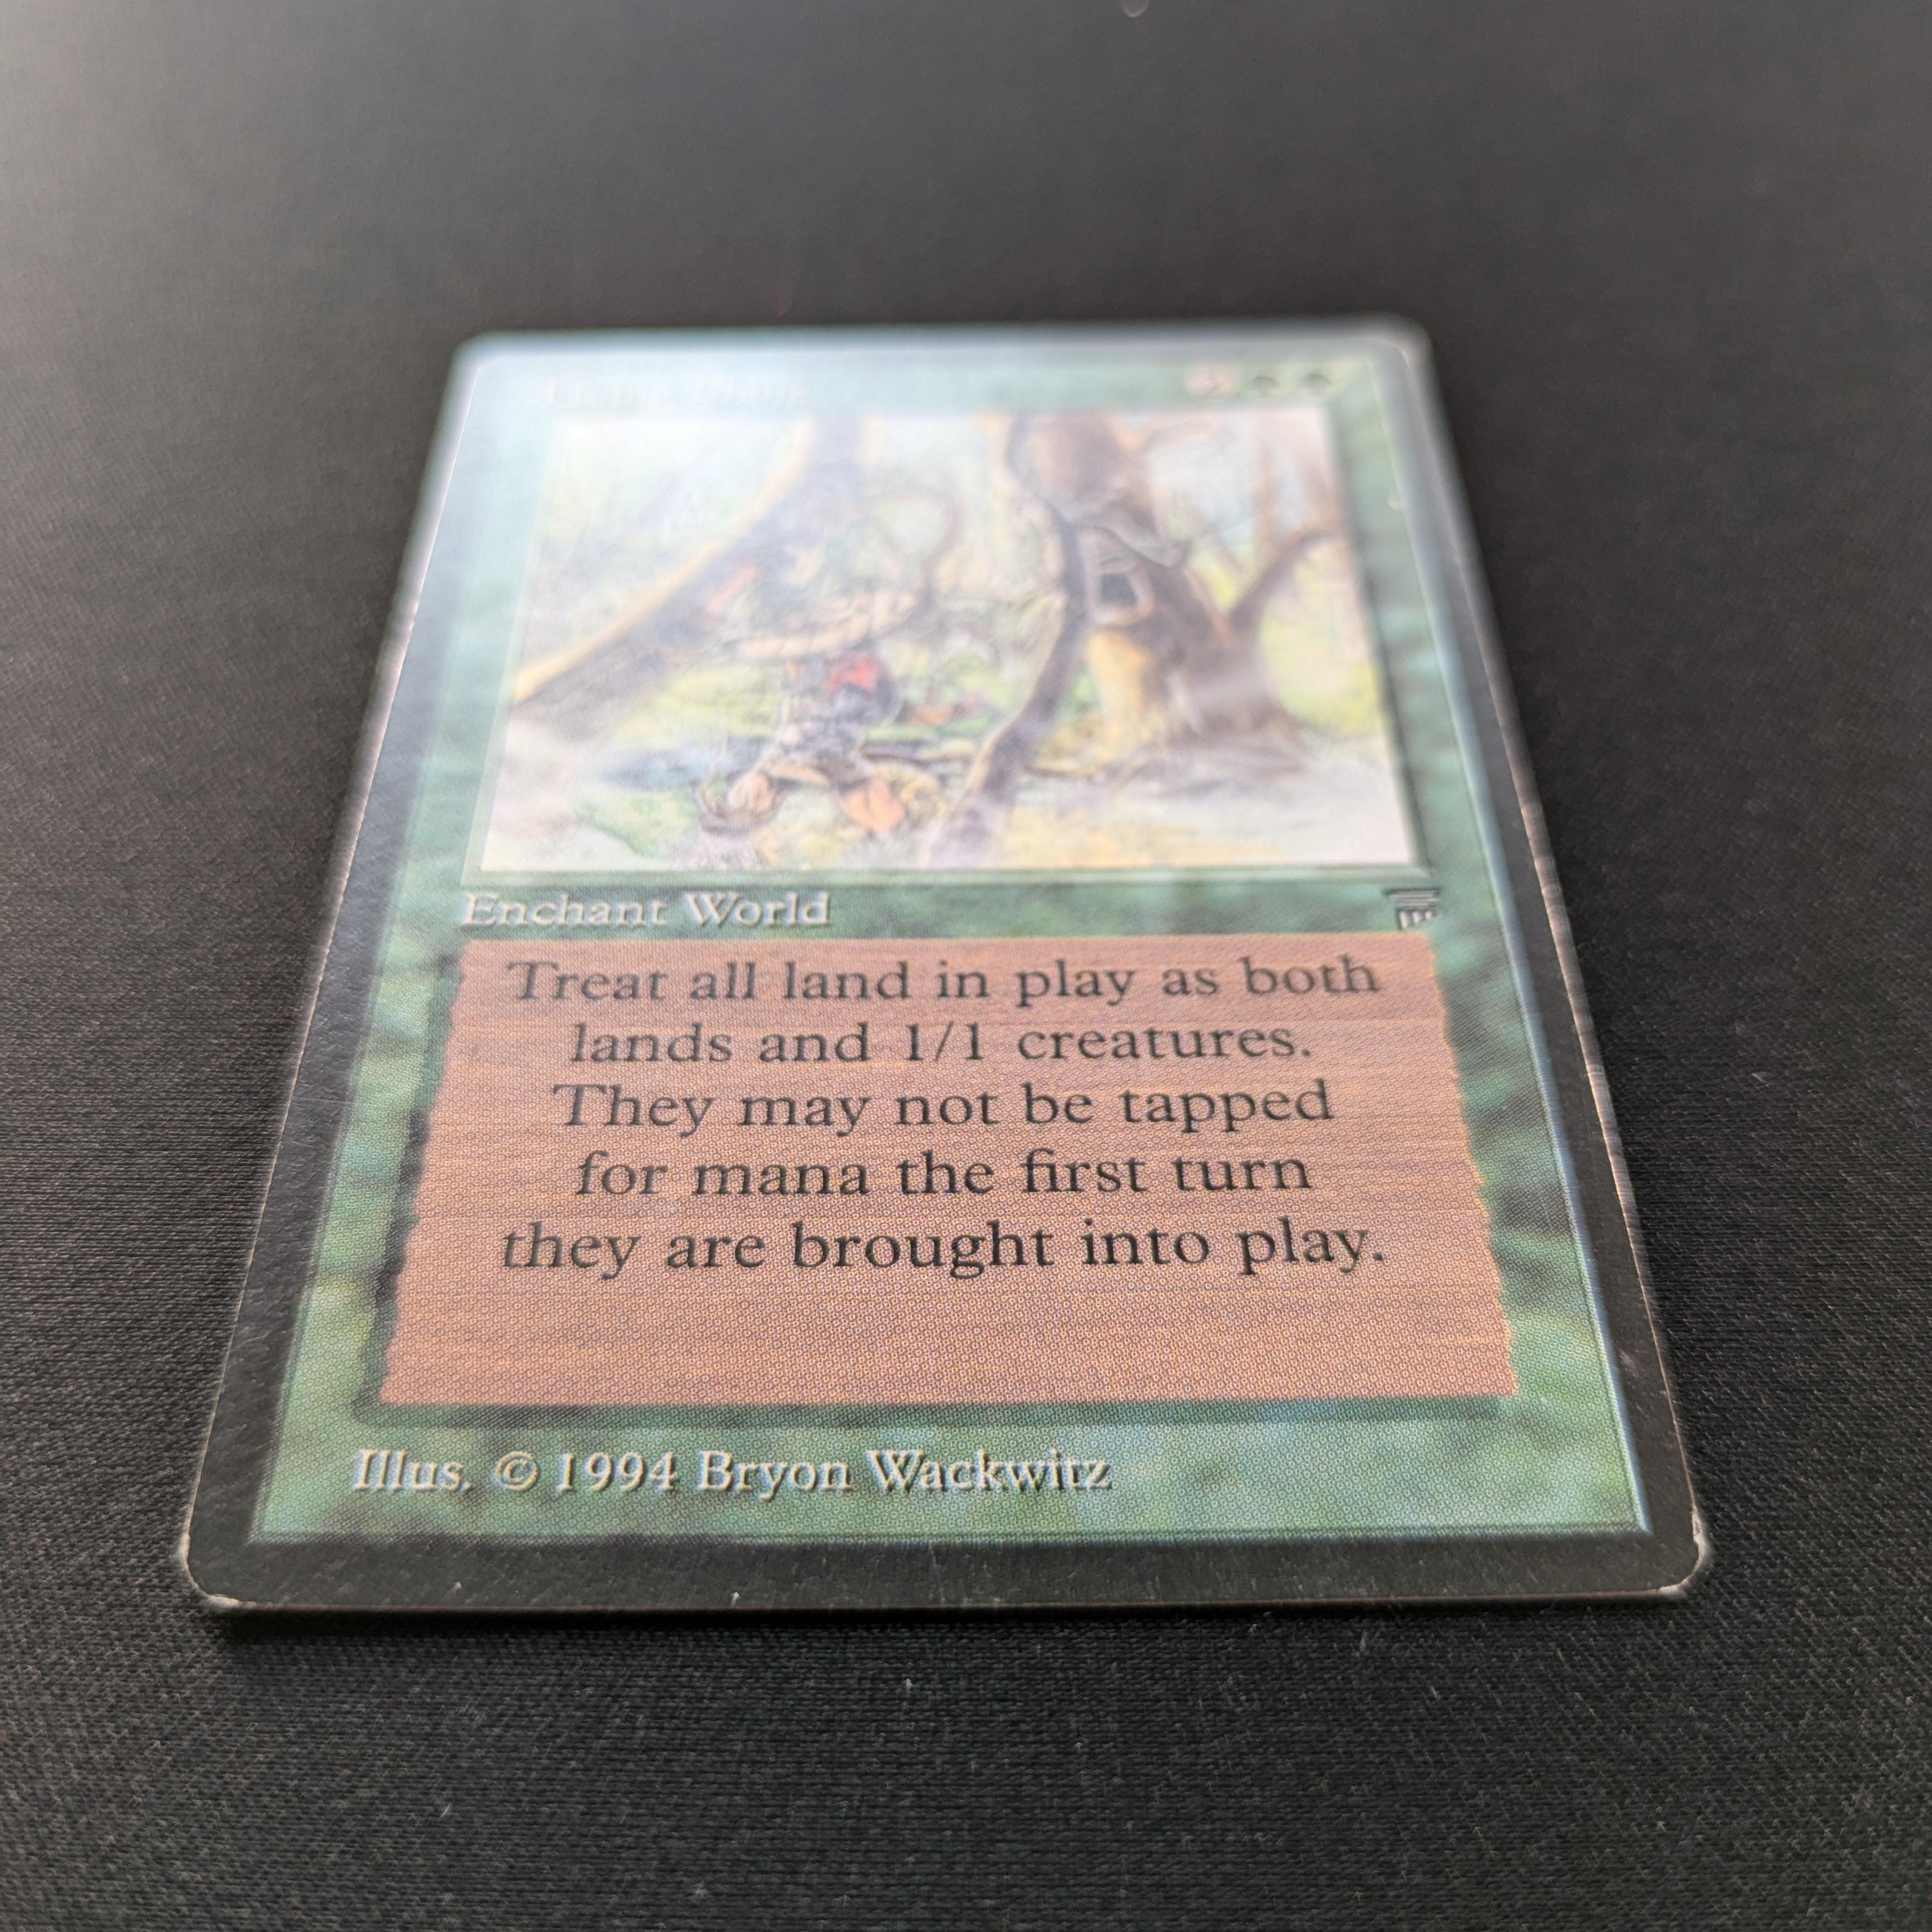 Enchant World
Treat all land in play as both
lands and 1/1 creatures.
They may not be tapped
for mana the first turn
they are brought into play.
Illus. © 1994 Bryon Wackwitz